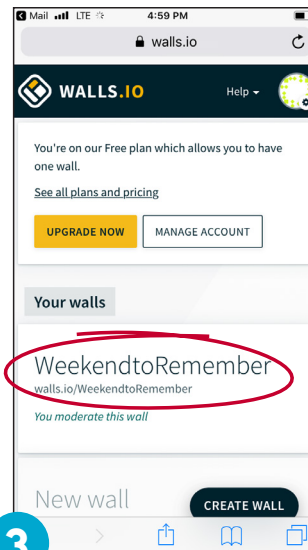 Mail LTE 4:59 PM
walls.io
WALLS.IO Help
You're on our Free plan which allows you to have
one wall.
See all plans and pricing
UPGRADE NOW MANAGE ACCOUNT
Your walls
WeekendtoRemember
walls.io/WeekendtoRemember
You moderate this wall
New wall
CREATE WALL
3